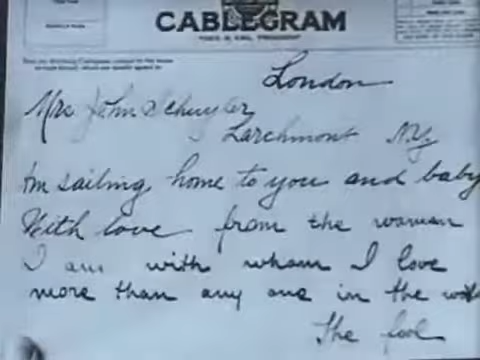 CABLEGRAM
London
Mrs John Schuyler
Larchmont NY
Im sailing home to you and baby
With love from the woman
I am with whom I love
more than any one in the
The fool